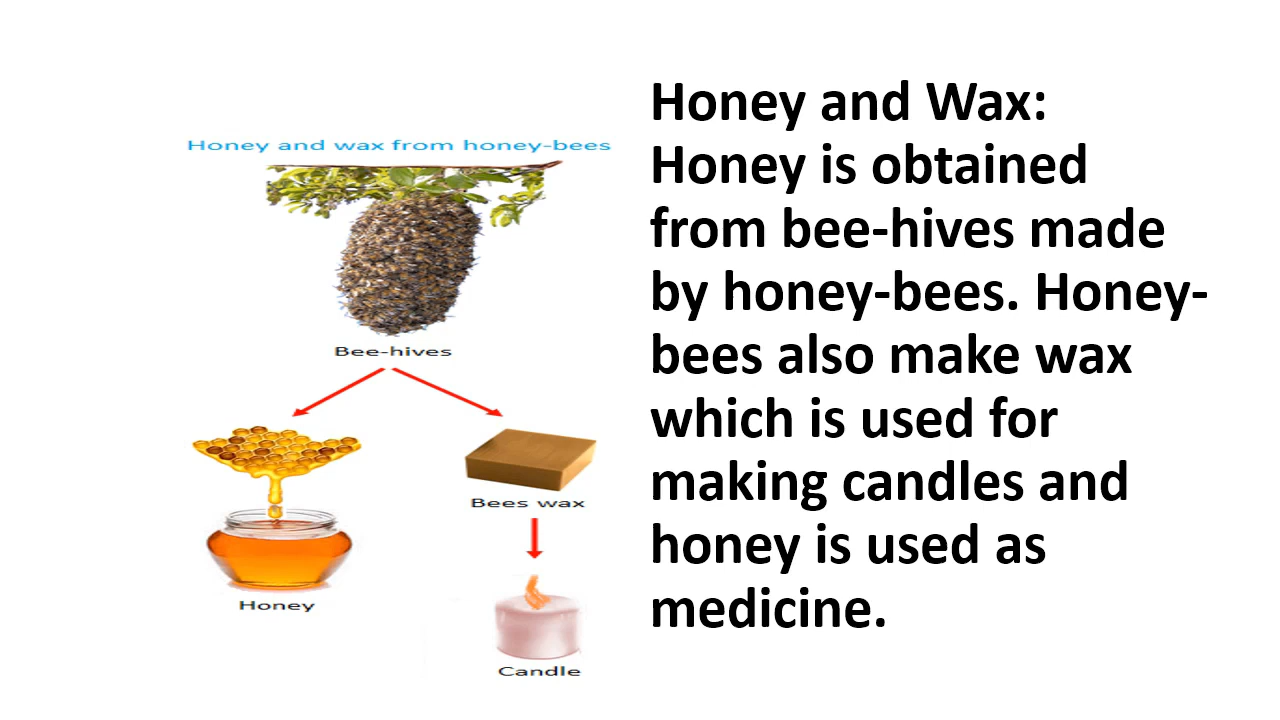 Honey and wax from honey-bees
Bee-hives
Bees wax
Honey
Candle
Honey and Wax:
Honey is obtained
from bee-hives made
by honey-bees. Honey-
bees also make wax
which is used for
making candles and
honey is used as
medicine.